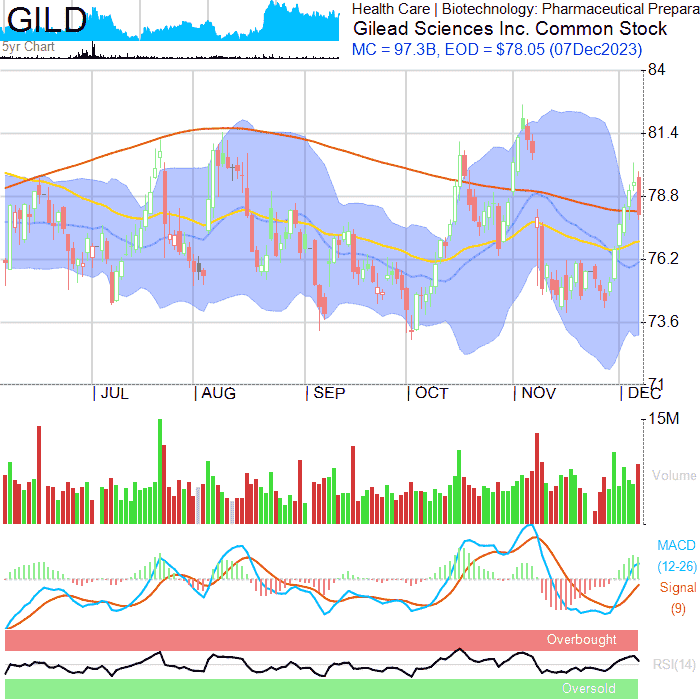 GILD
5yr Chart
Health Care | Biotechnology: Pharmaceutical Prepara
Gilead Sciences Inc. Common Stock
MC = 97.3B, EOD = $78.05 (07Dec2023)
84
81.4
78.8
76.2
73.6
71
JUL AUG SEP OCT NOV DEC
15M
Volume
MACD
(12-26)
Signal
(9)
Overbought
RSI(14)
Oversold